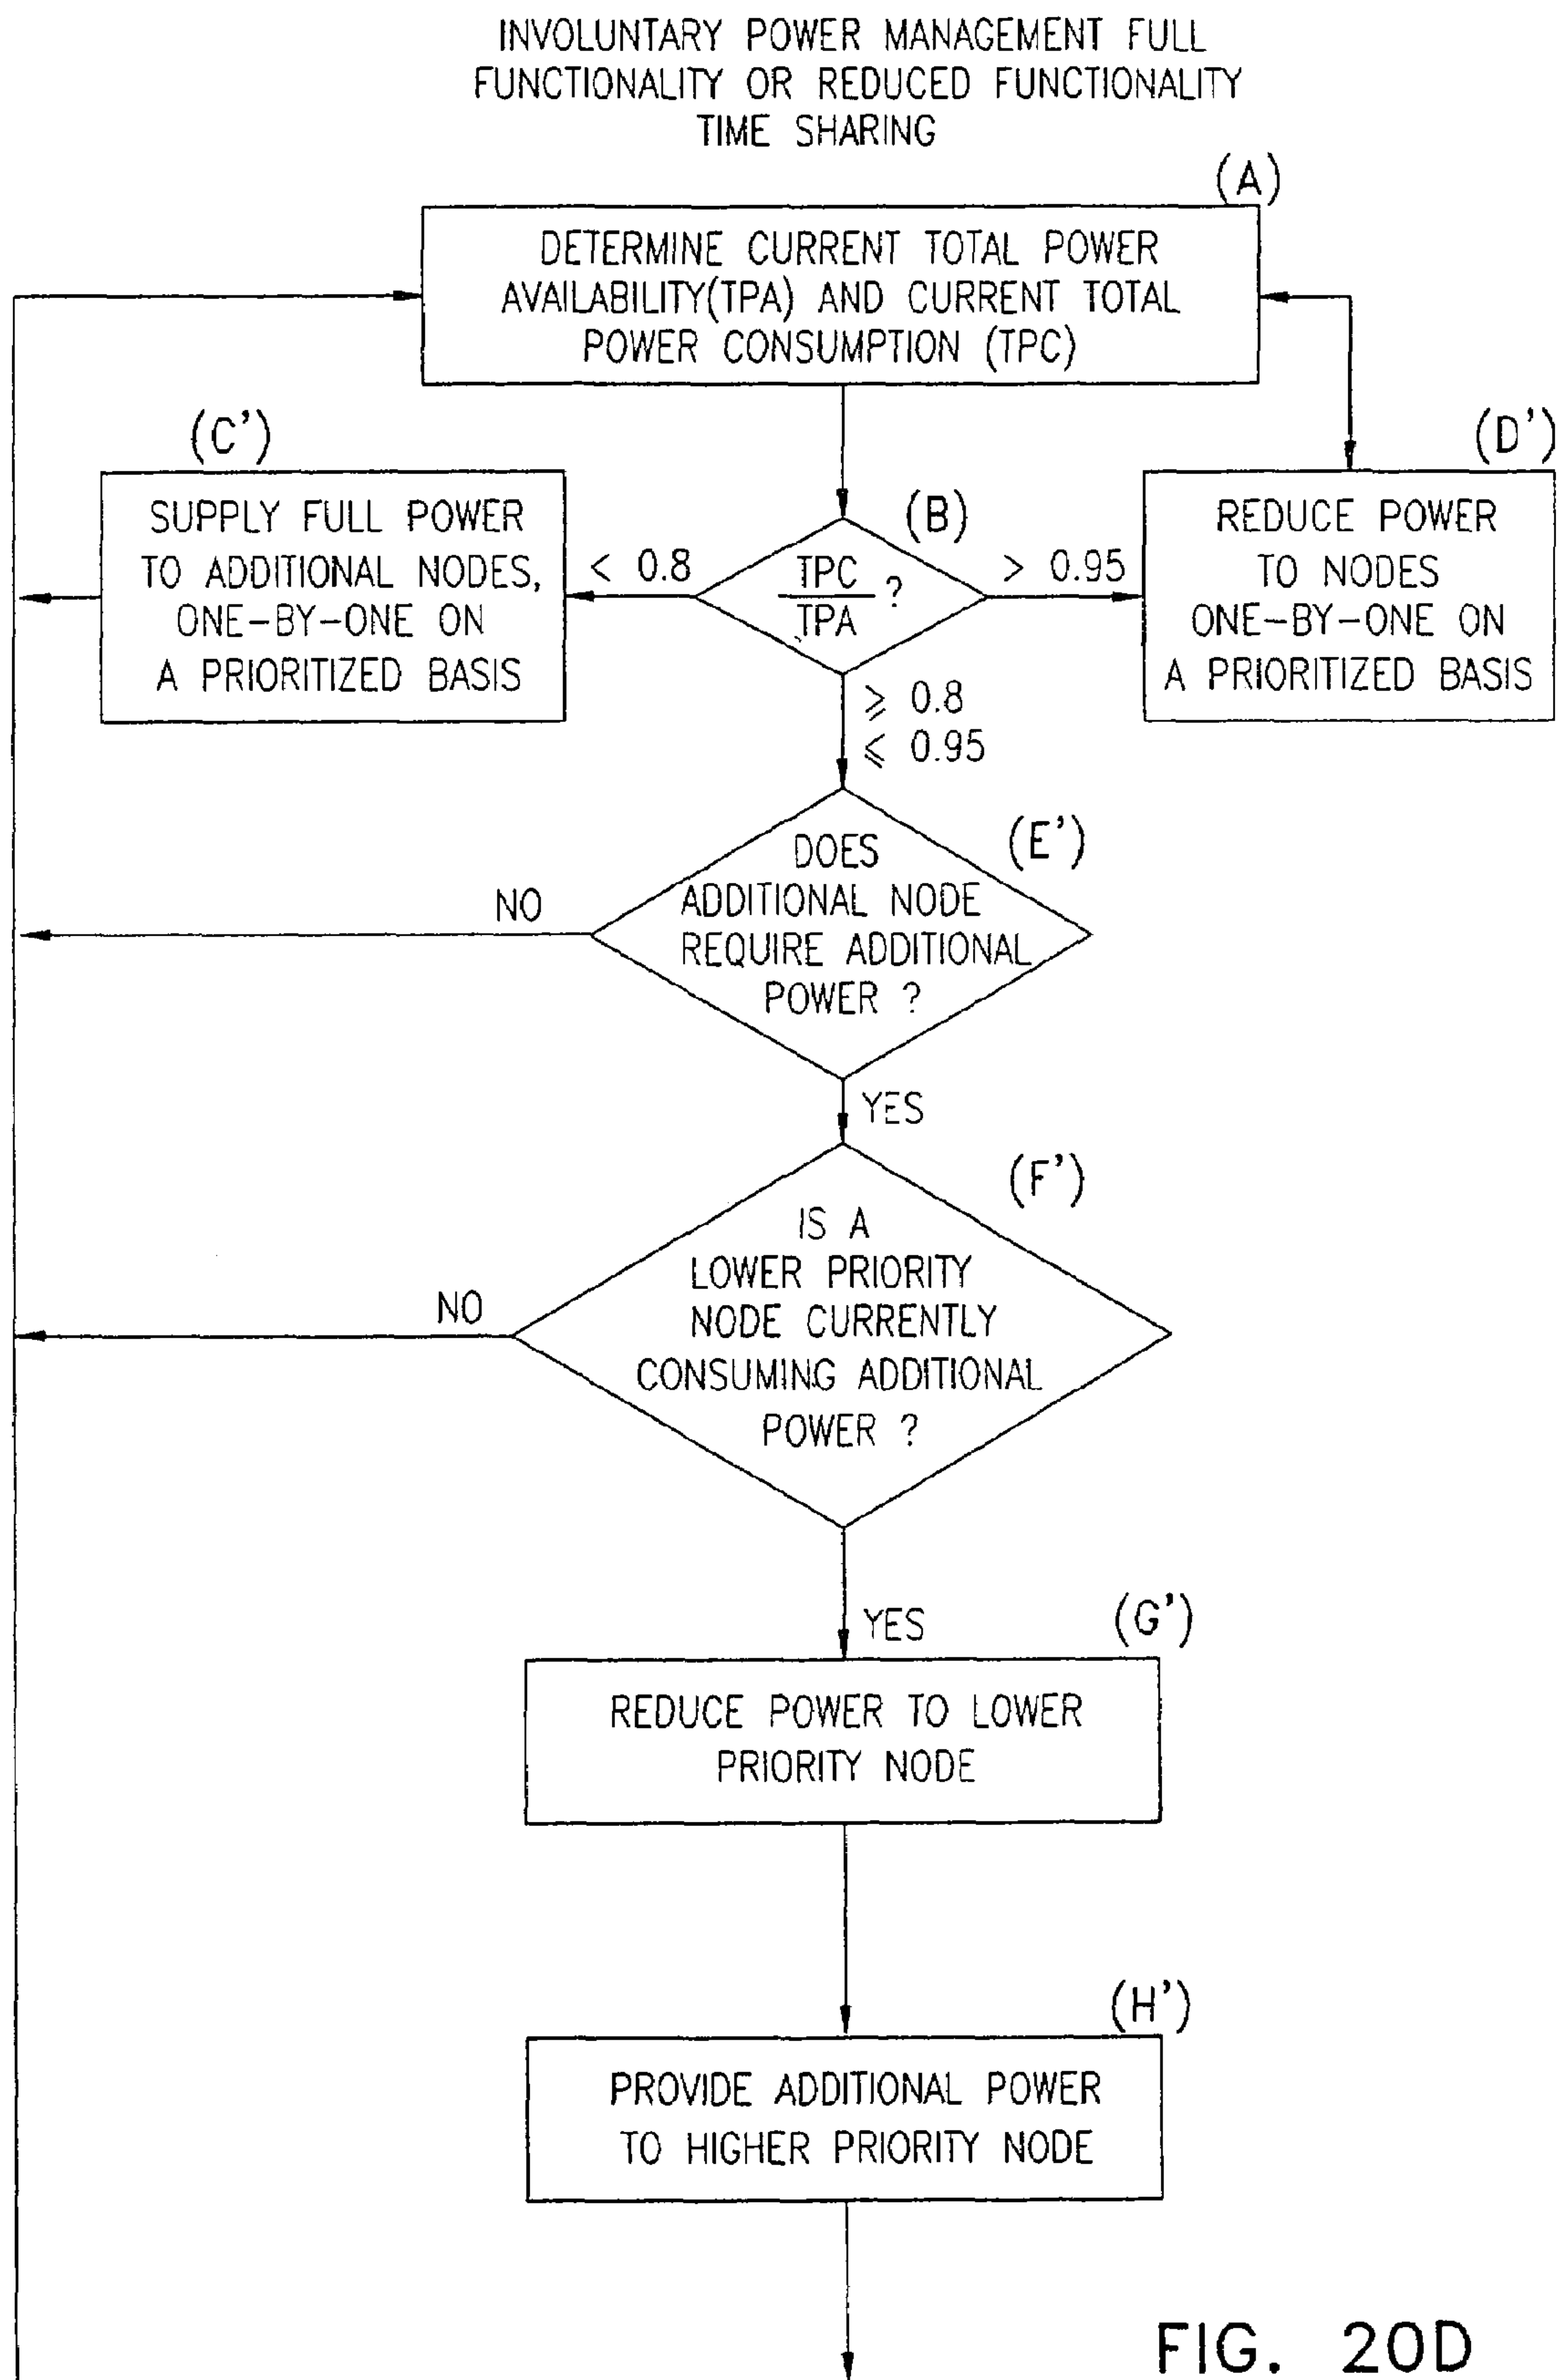 INVOLUNTARY POWER MANAGEMENT FULL
FUNCTIONALITY OR REDUCED FUNCTIONALITY
TIME SHARING
(A)
DETERMINE CURRENT TOTAL POWER
AVAILABILITY(TPA) AND CURRENT TOTAL
POWER CONSUMPTION (TPC)
(C')
SUPPLY FULL POWER
TO ADDITIONAL NODES,
ONE-BY-ONE ON
A PRIORITIZED BASIS
< 0.8
(B)
TPC
TPA
?
> 0.95
(D')
REDUCE POWER
TO NODES
ONE-BY-ONE ON
A PRIORITIZED BASIS
⩾ 0.8
⩽ 0.95
(E')
DOES
ADDITIONAL NODE
REQUIRE ADDITIONAL
POWER ?
NO
YES
(F')
IS A
LOWER PRIORITY
NODE CURRENTLY
CONSUMING ADDITIONAL
POWER ?
NO
YES
(G')
REDUCE POWER TO LOWER
PRIORITY NODE
(H')
PROVIDE ADDITIONAL POWER
TO HIGHER PRIORITY NODE
FIG. 20D